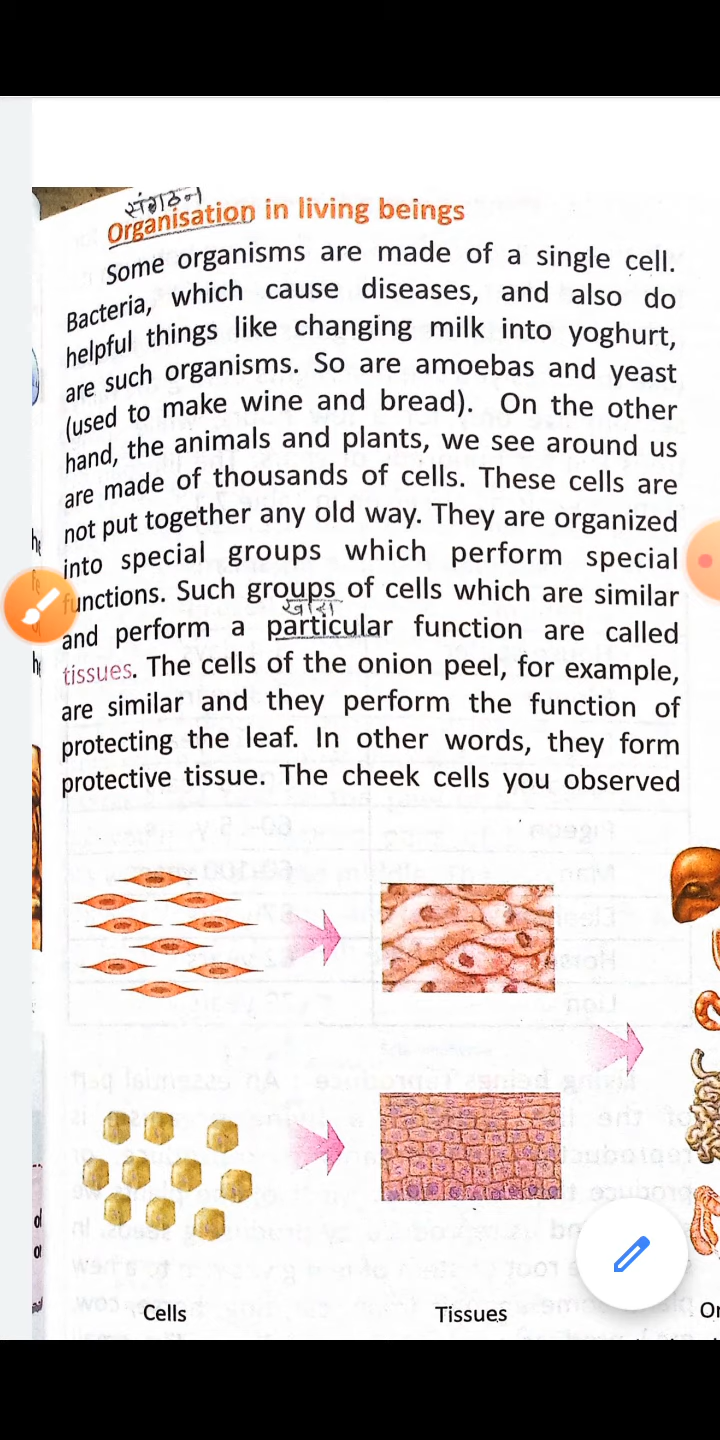 संगठन
Organisation in living beings
Some organisms are made of a single cell.
Bacteria, which cause diseases, and also do
helpful things like changing milk into yoghurt,
are such organisms. So are amoebas and yeast
(used to make wine and bread). On the other
hand, the animals and plants, we see around us
are made of thousands of cells. These cells are
not put together any old way. They are organized
into special groups which perform special
functions. Such groups of cells which are similar
खास
and perform a particular function are called
tissues. The cells of the onion peel, for example,
are similar and they perform the function of
protecting the leaf. In other words, they form
protective tissue. The cheek cells you observed
Cells
Tissues